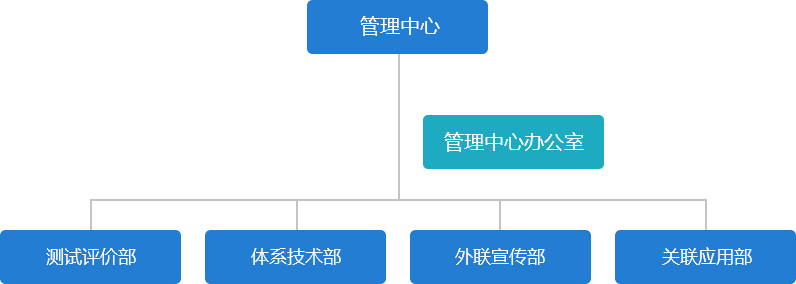 管理中心
管理中心办公室
测试评价部
体系技术部
外联宣传部
关联应用部